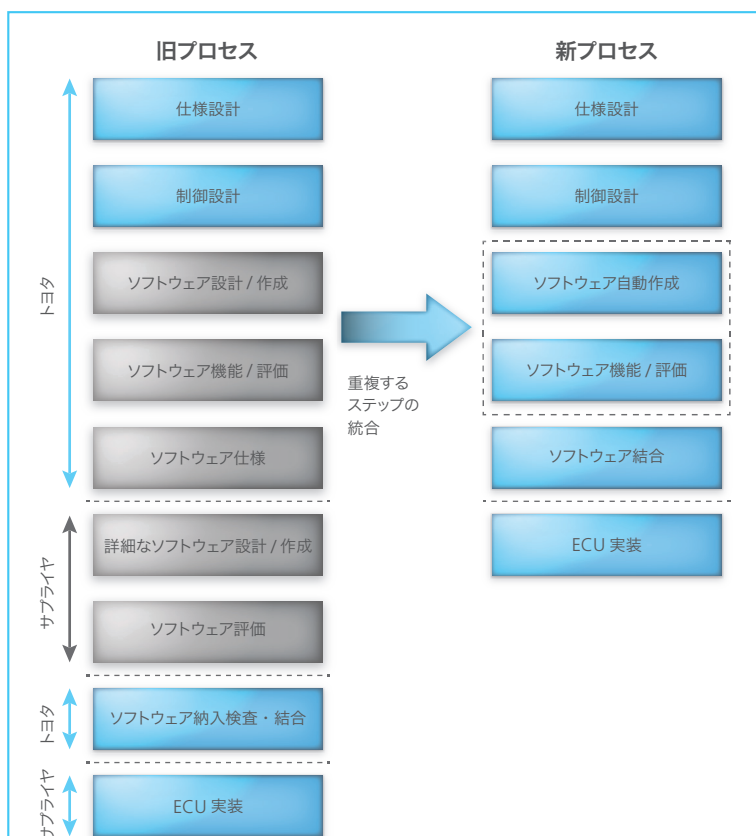 旧プロセス
新プロセス
仕様設計
仕様設計
制御設計
制御設計
ソフトウェア設計 / 作成
ソフトウェア自動作成
トヨタ
ソフトウェア機能 / 評価
ソフトウェア機能 / 評価
重複する
ステップの
統合
ソフトウェア仕様
ソフトウェア結合
詳細なソフトウェア設計 / 作成
ECU 実装
サプライヤ
ソフトウェア評価
トヨタ
ソフトウェア納入検査・結合
サプライヤ
ECU 実装